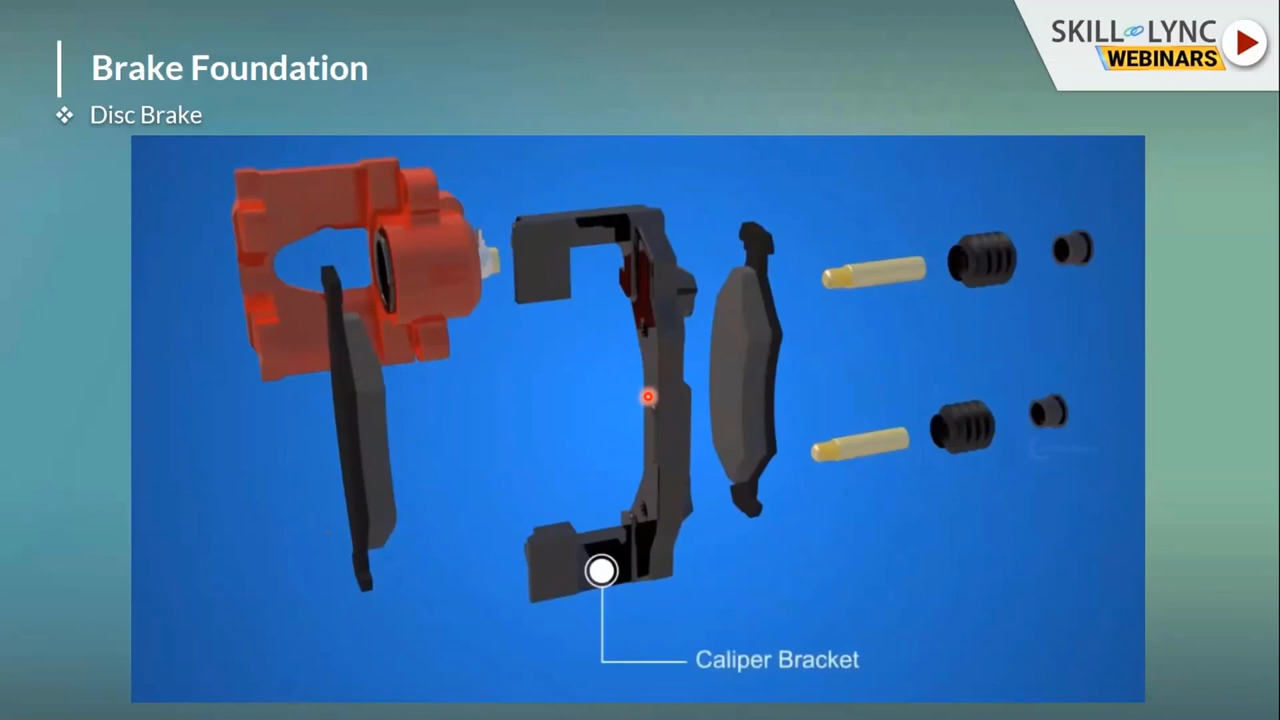 SKILL LYNC
WEBINARS
Brake Foundation
Disc Brake
Caliper Bracket